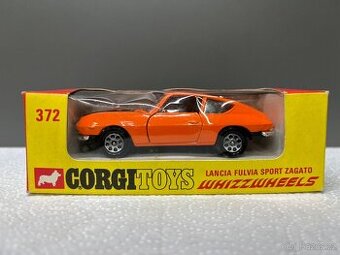 372
LANCIA FULVIA SPORT ZAGATO
CORGI TOYS
WHIZZWHEELS